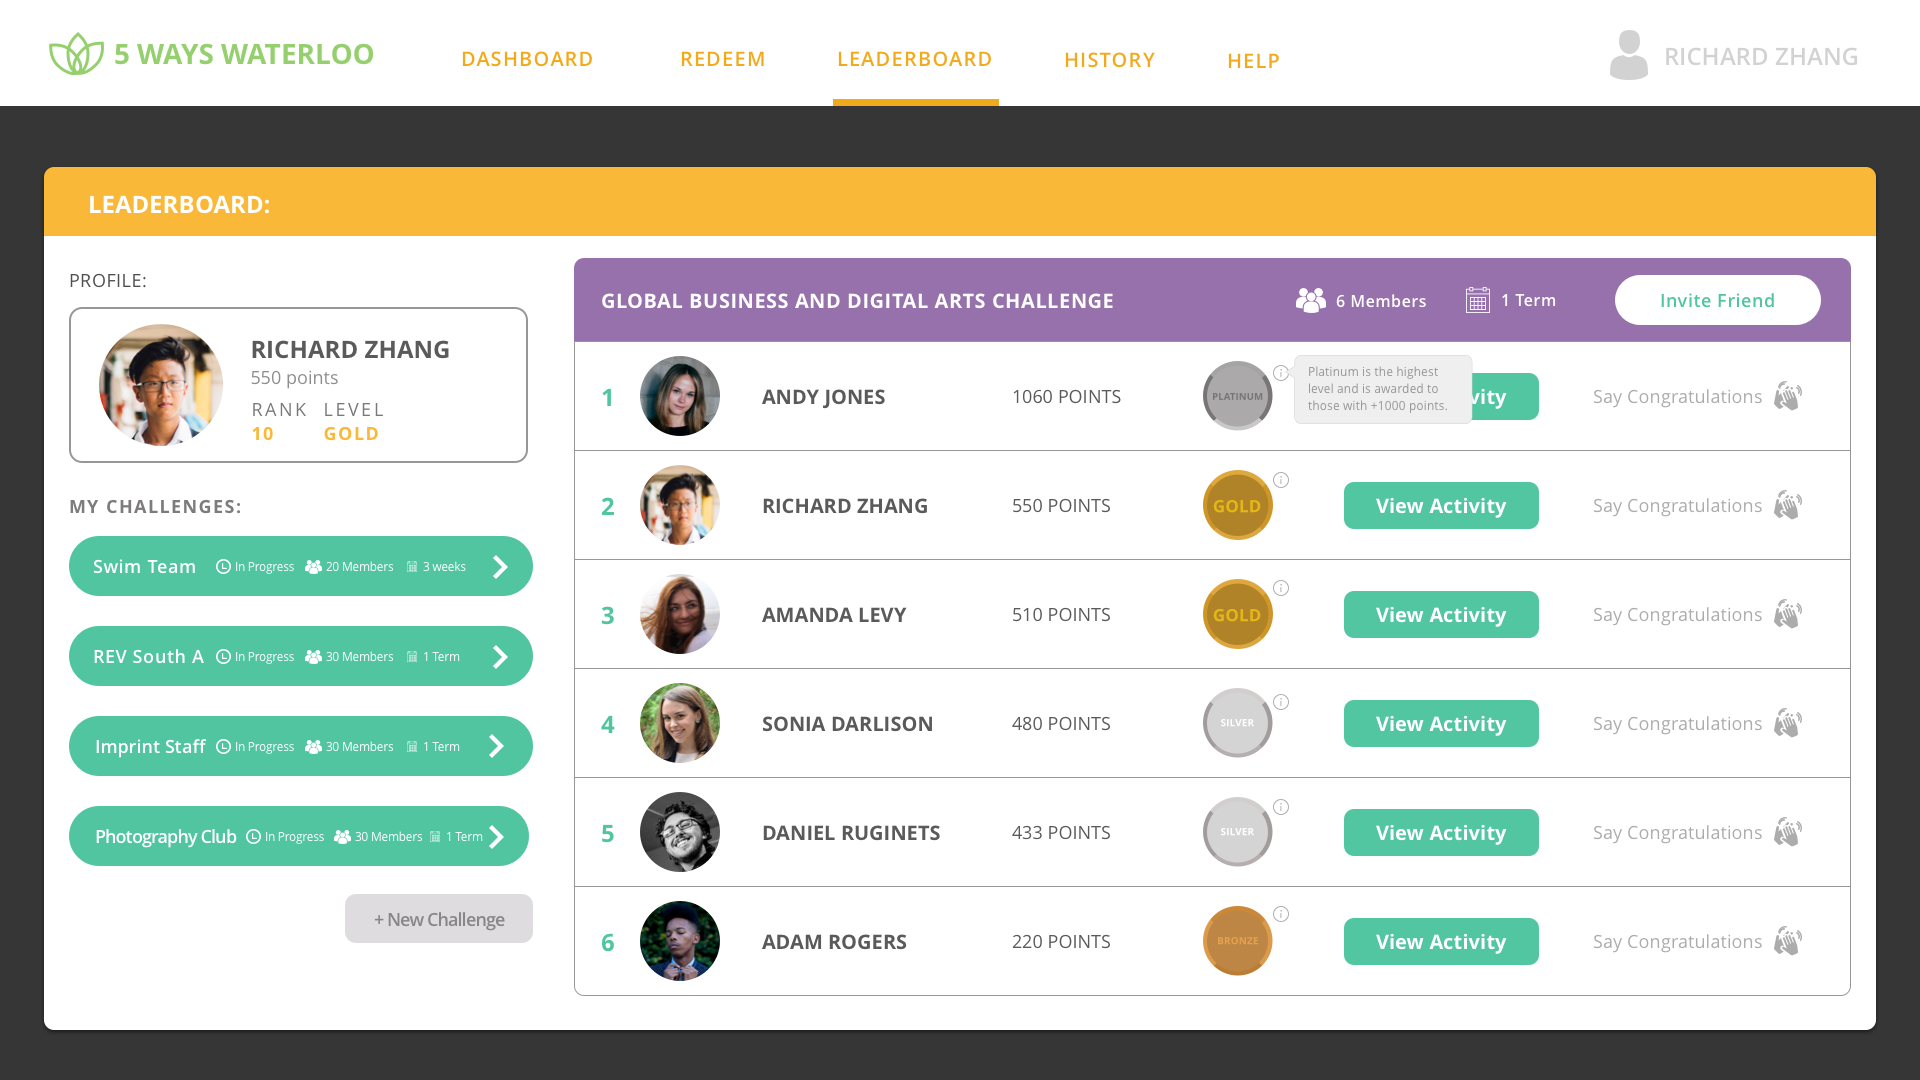 5 WAYS WATERLOO
DASHBOARD
REDEEM
LEADERBOARD
HISTORY
HELP
RICHARD ZHANG
LEADERBOARD:
PROFILE:
RICHARD ZHANG
550 points
RANK LEVEL
10 GOLD
MY CHALLENGES:
Swim Team In Progress 20 Members 3 weeks
REV South A In Progress 30 Members 1 Term
Imprint Staff In Progress 30 Members 1 Term
Photography Club In Progress 30 Members 1 Term
+ New Challenge
GLOBAL BUSINESS AND DIGITAL ARTS CHALLENGE 6 Members 1 Term Invite Friend
1 ANDY JONES 1060 POINTS PLATINUM
Platinum is the highest
level and is awarded to
those with +1000 points.
Say Congratulations
2 RICHARD ZHANG 550 POINTS GOLD View Activity Say Congratulations
3 AMANDA LEVY 510 POINTS GOLD View Activity Say Congratulations
4 SONIA DARLISON 480 POINTS SILVER View Activity Say Congratulations
5 DANIEL RUGINETS 433 POINTS SILVER View Activity Say Congratulations
6 ADAM ROGERS 220 POINTS BRONZE View Activity Say Congratulations